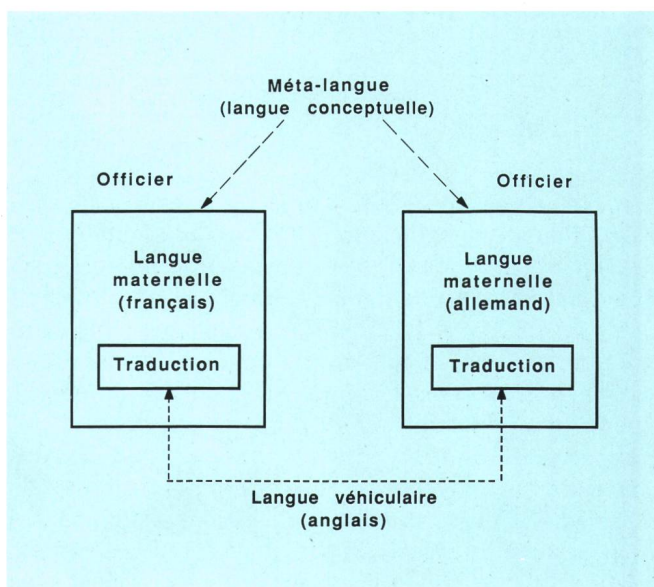 Méta-langue
(langue conceptuelle)
Officier
Officier
Langue
maternelle
(français)
Langue
maternelle
(allemand)
Traduction
Traduction
Langue véhiculaire
(anglais)